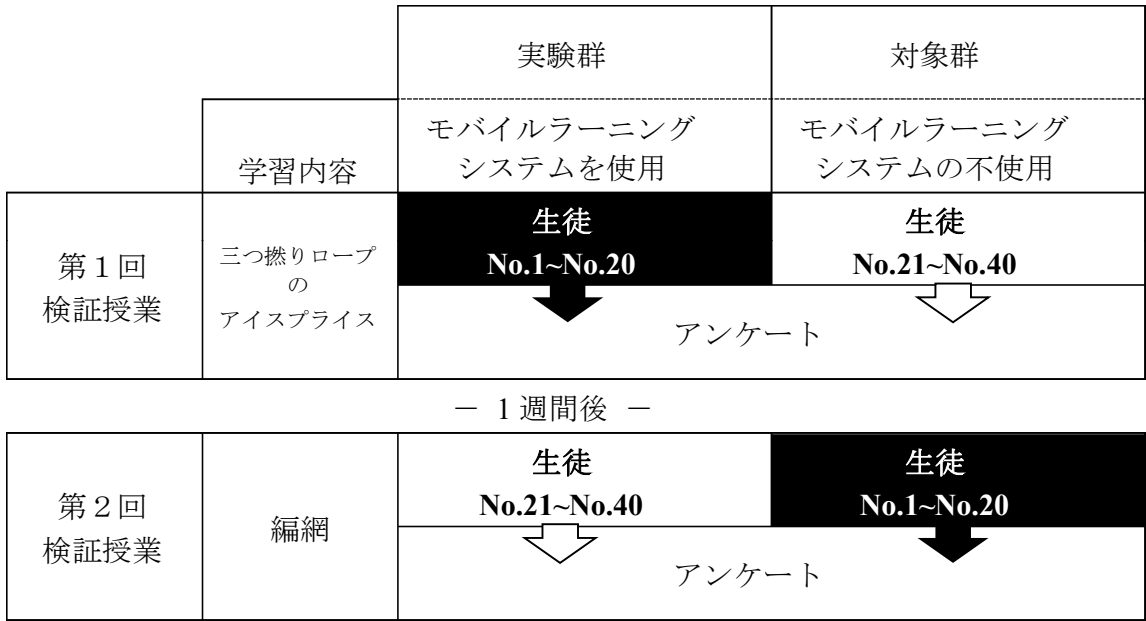 実験群
対象群
学習内容
モバイルラーニング
システムを使用
モバイルラーニング
システムの不使用
第１回
検証授業
三つ撚りロープ
の
アイスプライス
生徒
No.1~No.20
生徒
No.21~No.40
アンケート
－ 1週間後 －
第２回
検証授業
編網
生徒
No.21~No.40
生徒
No.1~No.20
アンケート